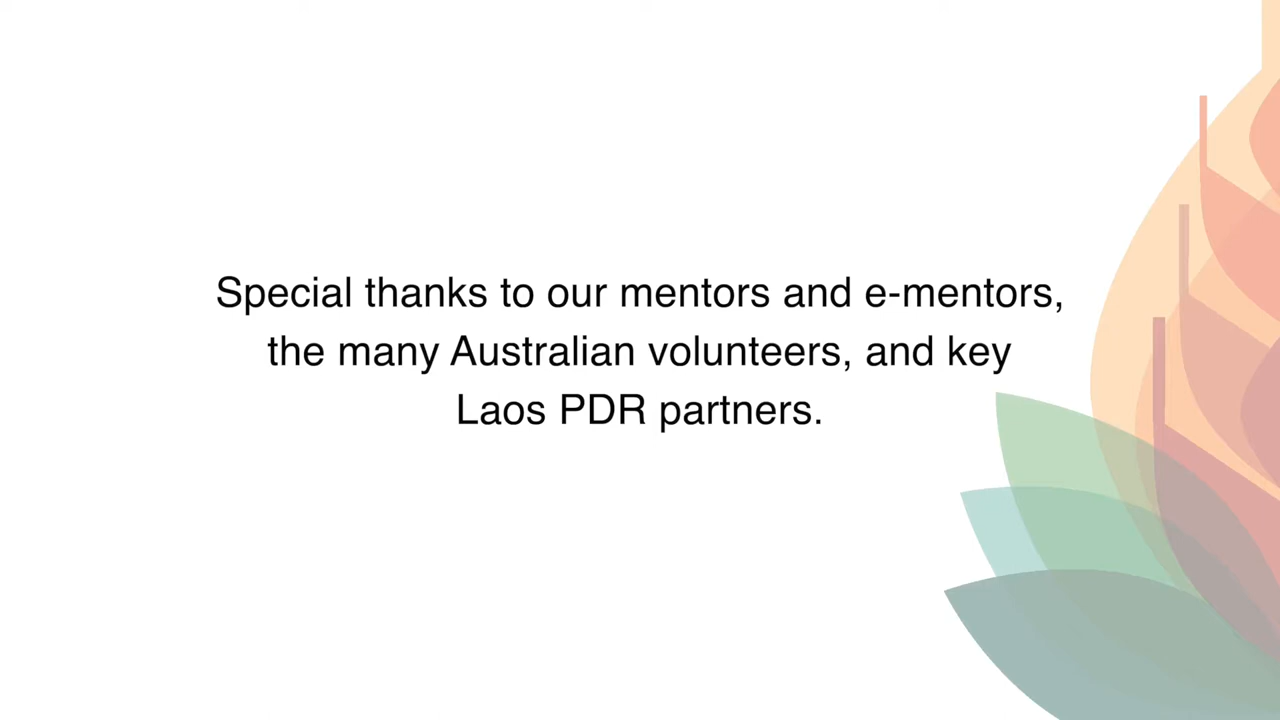 Special thanks to our mentors and e-mentors,
the many Australian volunteers, and key
Laos PDR partners.